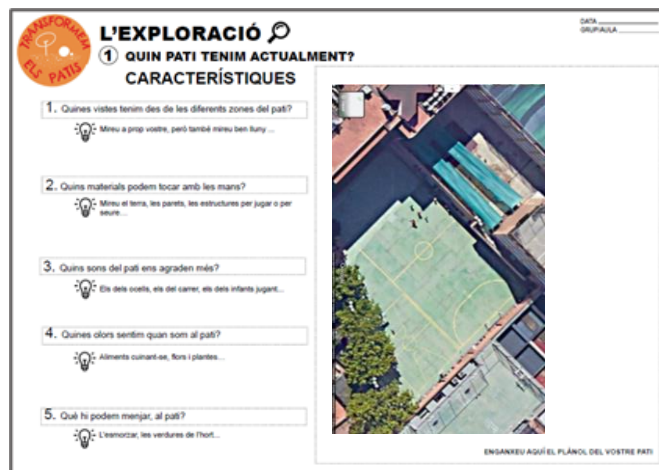 TRANSFORMEM
ELS PATIS
L'EXPLORACIÓ
1 QUIN PATI TENIM ACTUALMENT?
CARACTERÍSTIQUES
DATA
GRUP/AULA
1. Quines vistes tenim des de les diferents zones del pati?
Mireu a prop vostre, però també mireu ben lluny ...
2. Quins materials podem tocar amb les mans?
Mireu el terra, les parets, les estructures per jugar o per
seure...
3. Quins sons del pati ens agraden més?
Els dels ocells, els del carrer, els dels infants jugant...
4. Quines olors sentim quan som al pati?
Aliments cuinant-se, flors i plantes...
5. Què hi podem menjar, al pati?
L'esmorzar, les verdures de l'hort...
ENGANXEU AQUÍ EL PLÀNOL DEL VOSTRE PATI